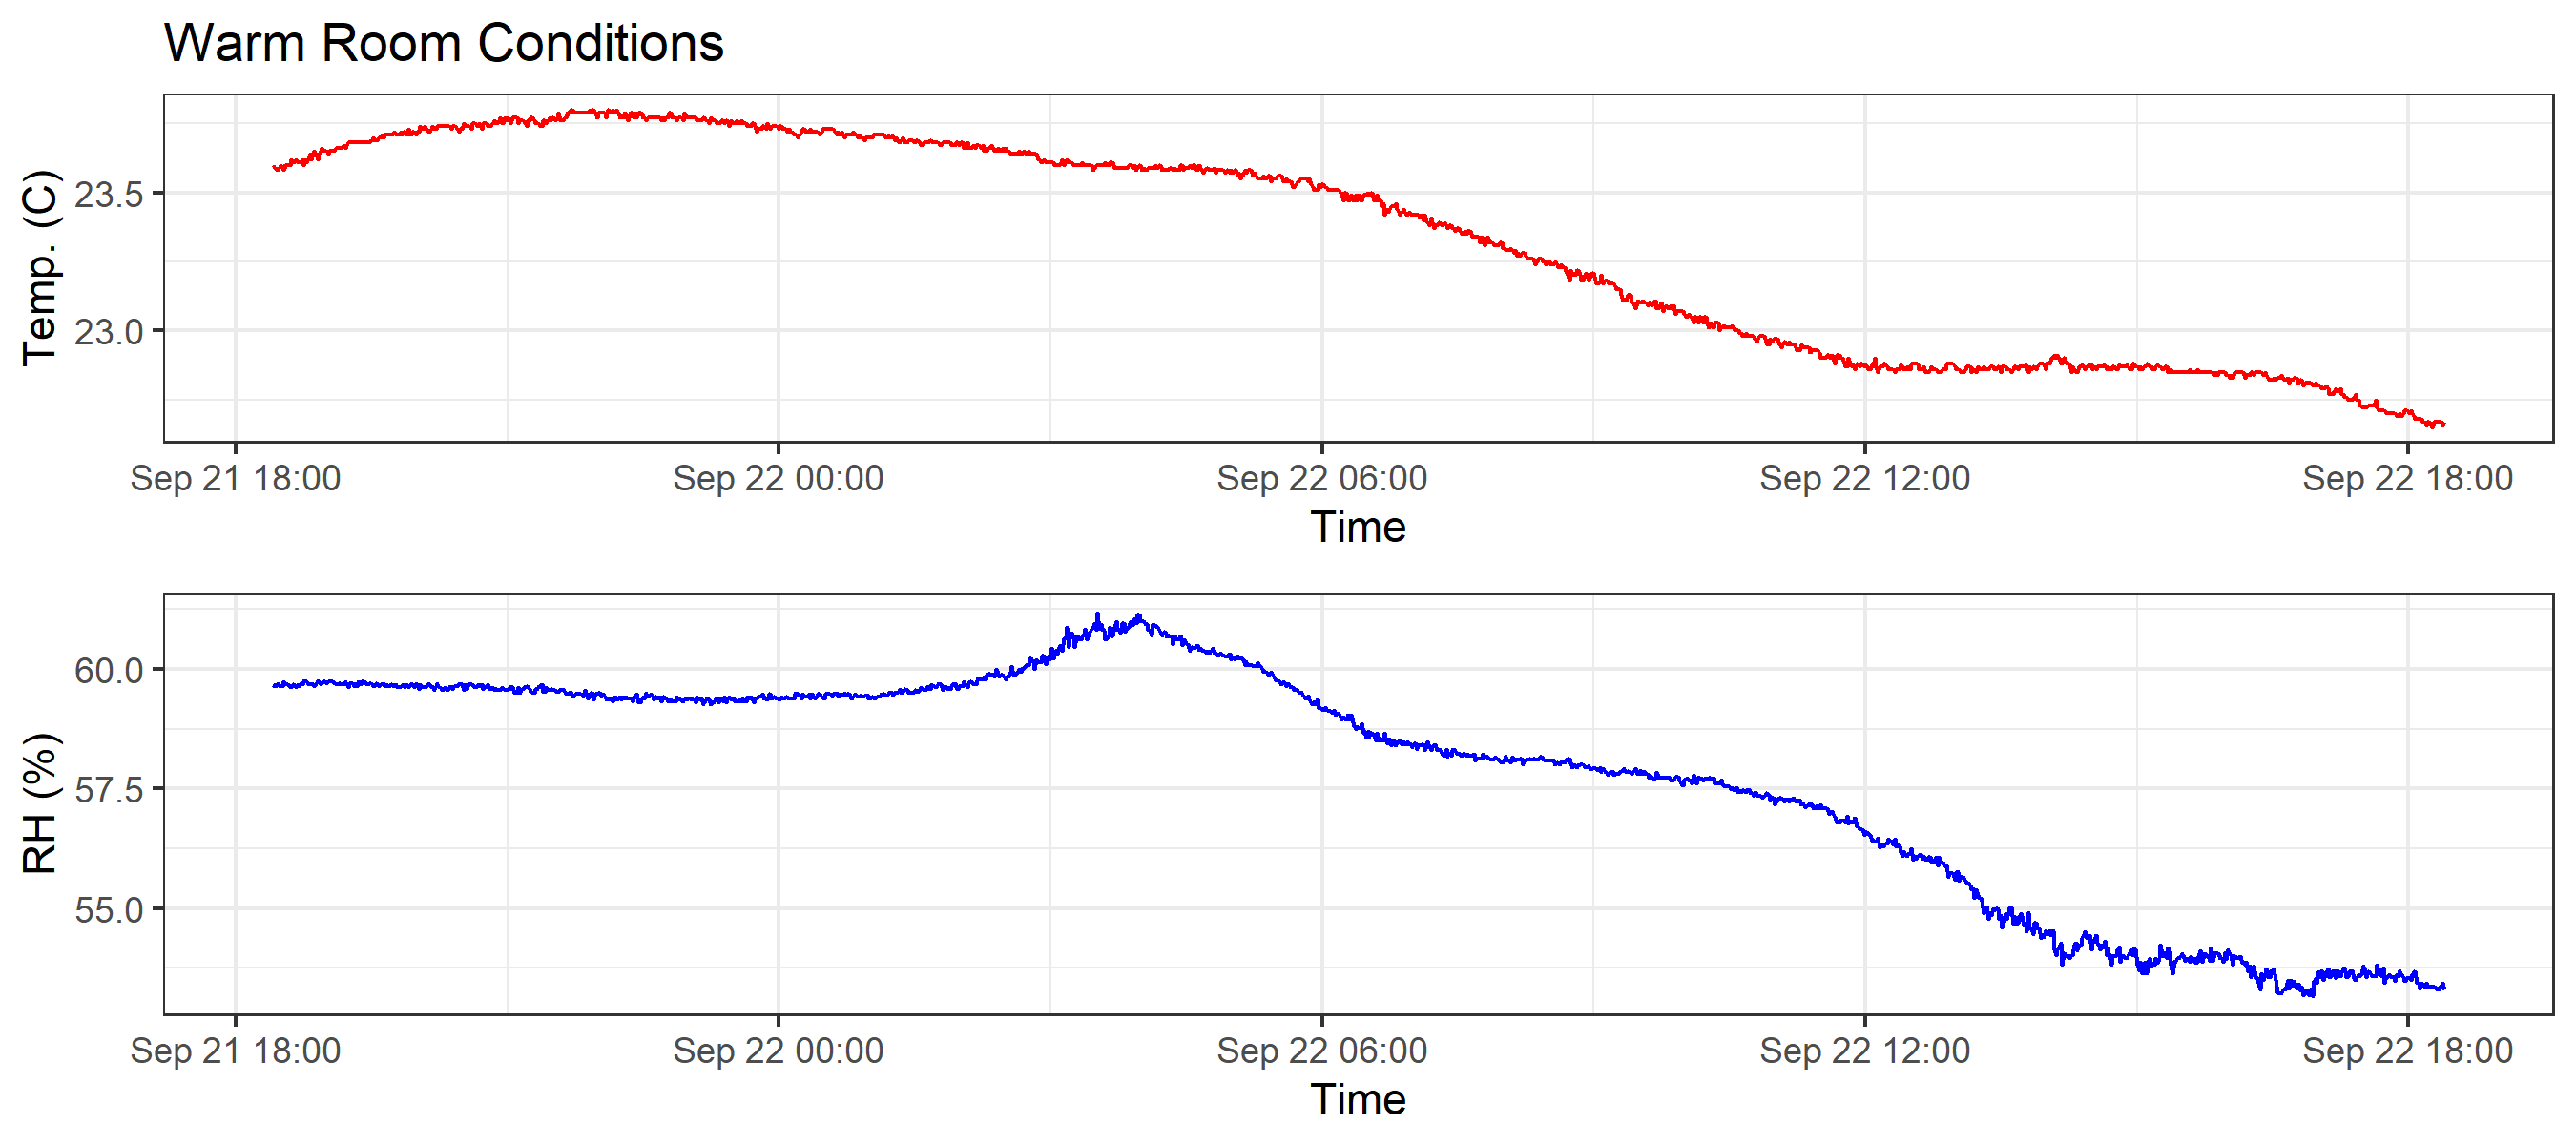 Warm Room Conditions
Temp. (C)
23.5
23.0
Sep 21 18:00 Sep 22 00:00 Sep 22 06:00 Sep 22 12:00 Sep 22 18:00
Time
RH (%)
60.0
57.5
55.0
Sep 21 18:00 Sep 22 00:00 Sep 22 06:00 Sep 22 12:00 Sep 22 18:00
Time